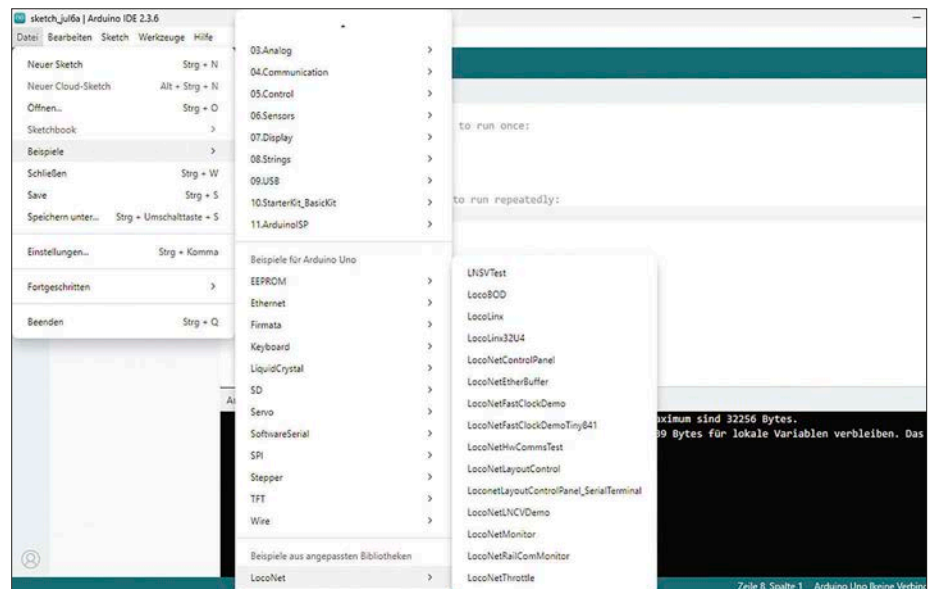 sketch_jul6a | Arduino IDE 2.3.6
Datei Bearbeiten Sketch Werkzeuge Hilfe
Neuer Sketch Strg + N
Neuer Cloud-Sketch Alt + Strg + N
Öffnen... Strg + O
Sketchbook
Beispiele
Schließen Strg + W
Save Strg + S
Speichern unter... Strg + Umschalttaste + S
Einstellungen... Strg + Komma
Fortgeschritten
Beenden Strg + Q
03.Analog
04.Communication
05.Control
06.Sensors
07.Display
08.Strings
09.USB
10.StarterKit_BasicKit
11.ArduinoISP
Beispiele für Arduino Uno
EEPROM
Ethernet
Firmata
Keyboard
LiquidCrystal
SD
Servo
SoftwareSerial
SPI
Stepper
TFT
Wire
Beispiele aus angepassten Bibliotheken
LocoNet
LNSVTest
LocoBOD
LocoLinx
LocoLinx32U4
LocoNetControlPanel
LocoNetEtherBuffer
LocoNetFastClockDemo
LocoNetFastClockDemoTiny841
LocoNetHwCommsTest
LocoNetLayoutControl
LoconetLayoutControlPanel_SerialTerminal
LocoNetLNCVDemo
LocoNetMonitor
LocoNetRailComMonitor
LocoNetThrottle
to run once:
to run repeatedly:
sind 32256 Bytes.
Bytes für lokale Variablen verbleiben. Das
Zeile 8, Spalte 1 Arduino Uno